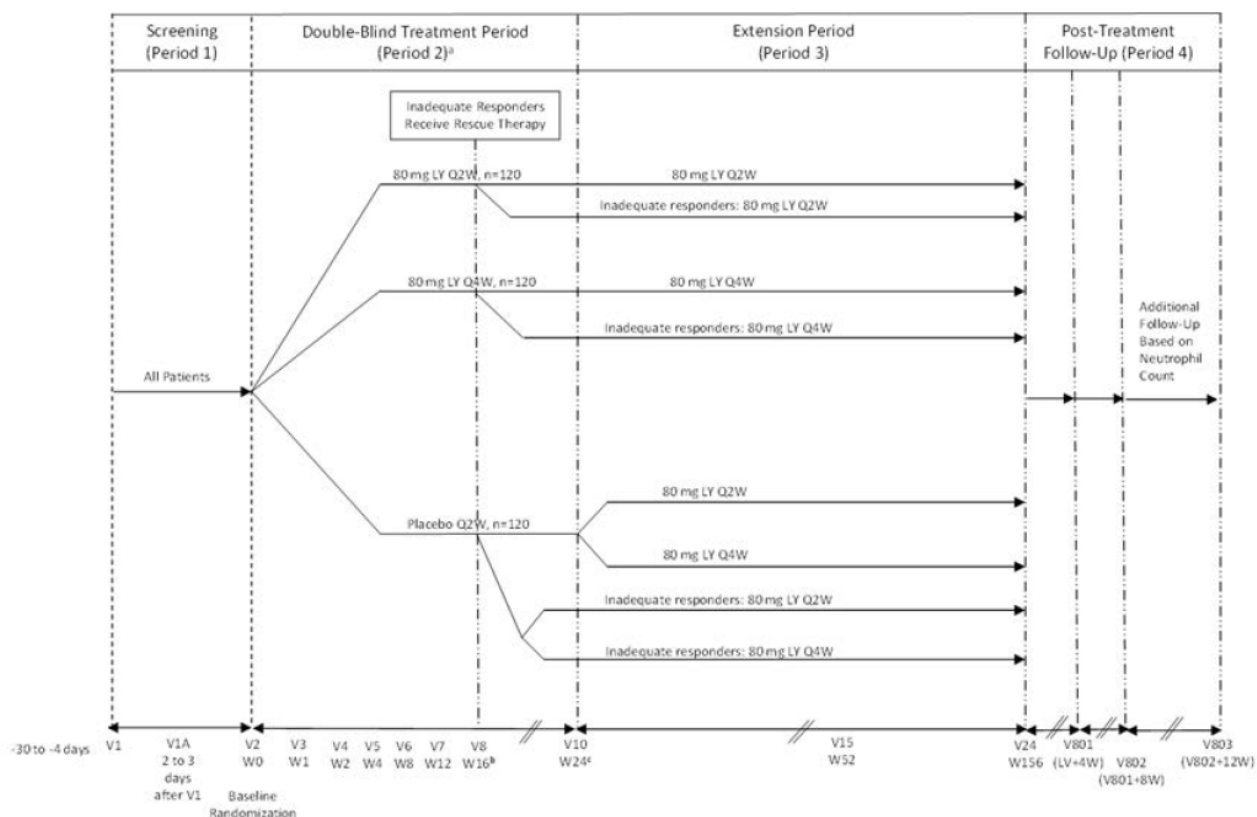 Screening
(Period 1)
Double-Blind Treatment Period
(Period 2)ᵃ
Extension Period
(Period 3)
Post-Treatment
Follow-Up (Period 4)
Inadequate Responders
Receive Rescue Therapy
80 mg LY Q2W, n=120
80 mg LY Q2W
Inadequate responders: 80 mg LY Q2W
80 mg LY Q4W, n=120
80 mg LY Q4W
Inadequate responders: 80 mg LY Q4W
Additional
Follow-Up
Based on
Neutrophil
Count
All Patients
80 mg LY Q2W
Placebo Q2W, n=120
80 mg LY Q4W
Inadequate responders: 80 mg LY Q2W
Inadequate responders: 80 mg LY Q4W
-30 to -4 days
V1
V1A
2 to 3
days
after V1
V2
W0
Baseline
Randomization
V3
W1
V4
W2
V5
W4
V6
W8
V7
W12
V8
W16ᵇ
V10
W24ᶜ
V15
W52
V24
W156
V801
(LV+4W)
V802
(V801+8W)
V803
(V802+12W)